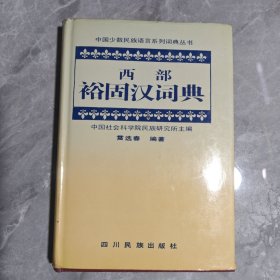 中国少数民族语言系列词典丛书
西部
裕固汉词典
中国社会科学院民族研究所主编
雷选春 编著
四川民族出版社